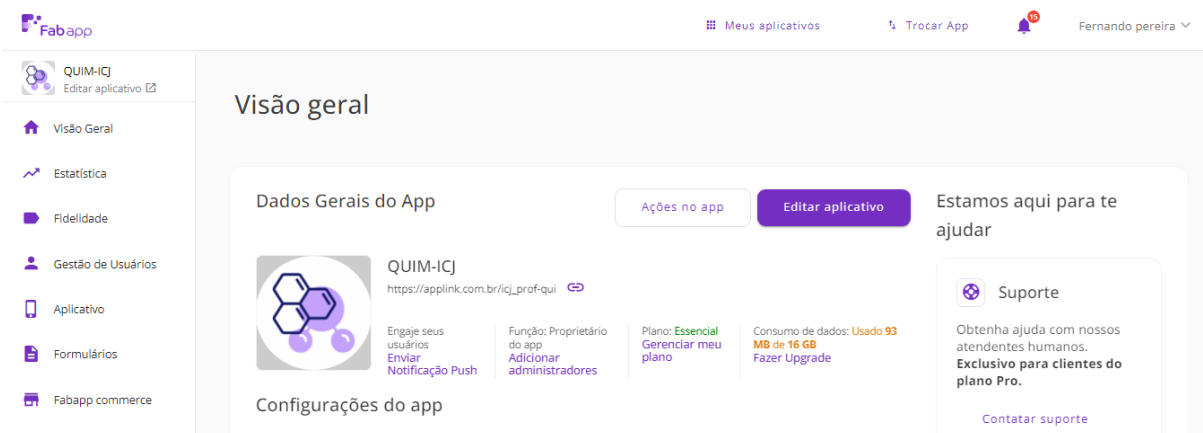 Fabapp
Meus aplicativos
Trocar App
15
Fernando pereira
QUIM-ICJ
Editar aplicativo
Visão Geral
Estatística
Fidelidade
Gestão de Usuários
Aplicativo
Formulários
Fabapp commerce
Visão geral
Dados Gerais do App
Ações no app
Editar aplicativo
QUIM-ICJ
https://applink.com.br/icj_prof-qui
Engaje seus
usuários
Enviar
Notificação Push
Função: Proprietário
do app
Adicionar
administradores
Plano: Essencial
Gerenciar meu
plano
Consumo de dados: Usado 93
MB de 16 GB
Fazer Upgrade
Configurações do app
Estamos aqui para te
ajudar
Suporte
Obtenha ajuda com nossos
atendentes humanos.
Exclusivo para clientes do
plano Pro.
Contatar suporte